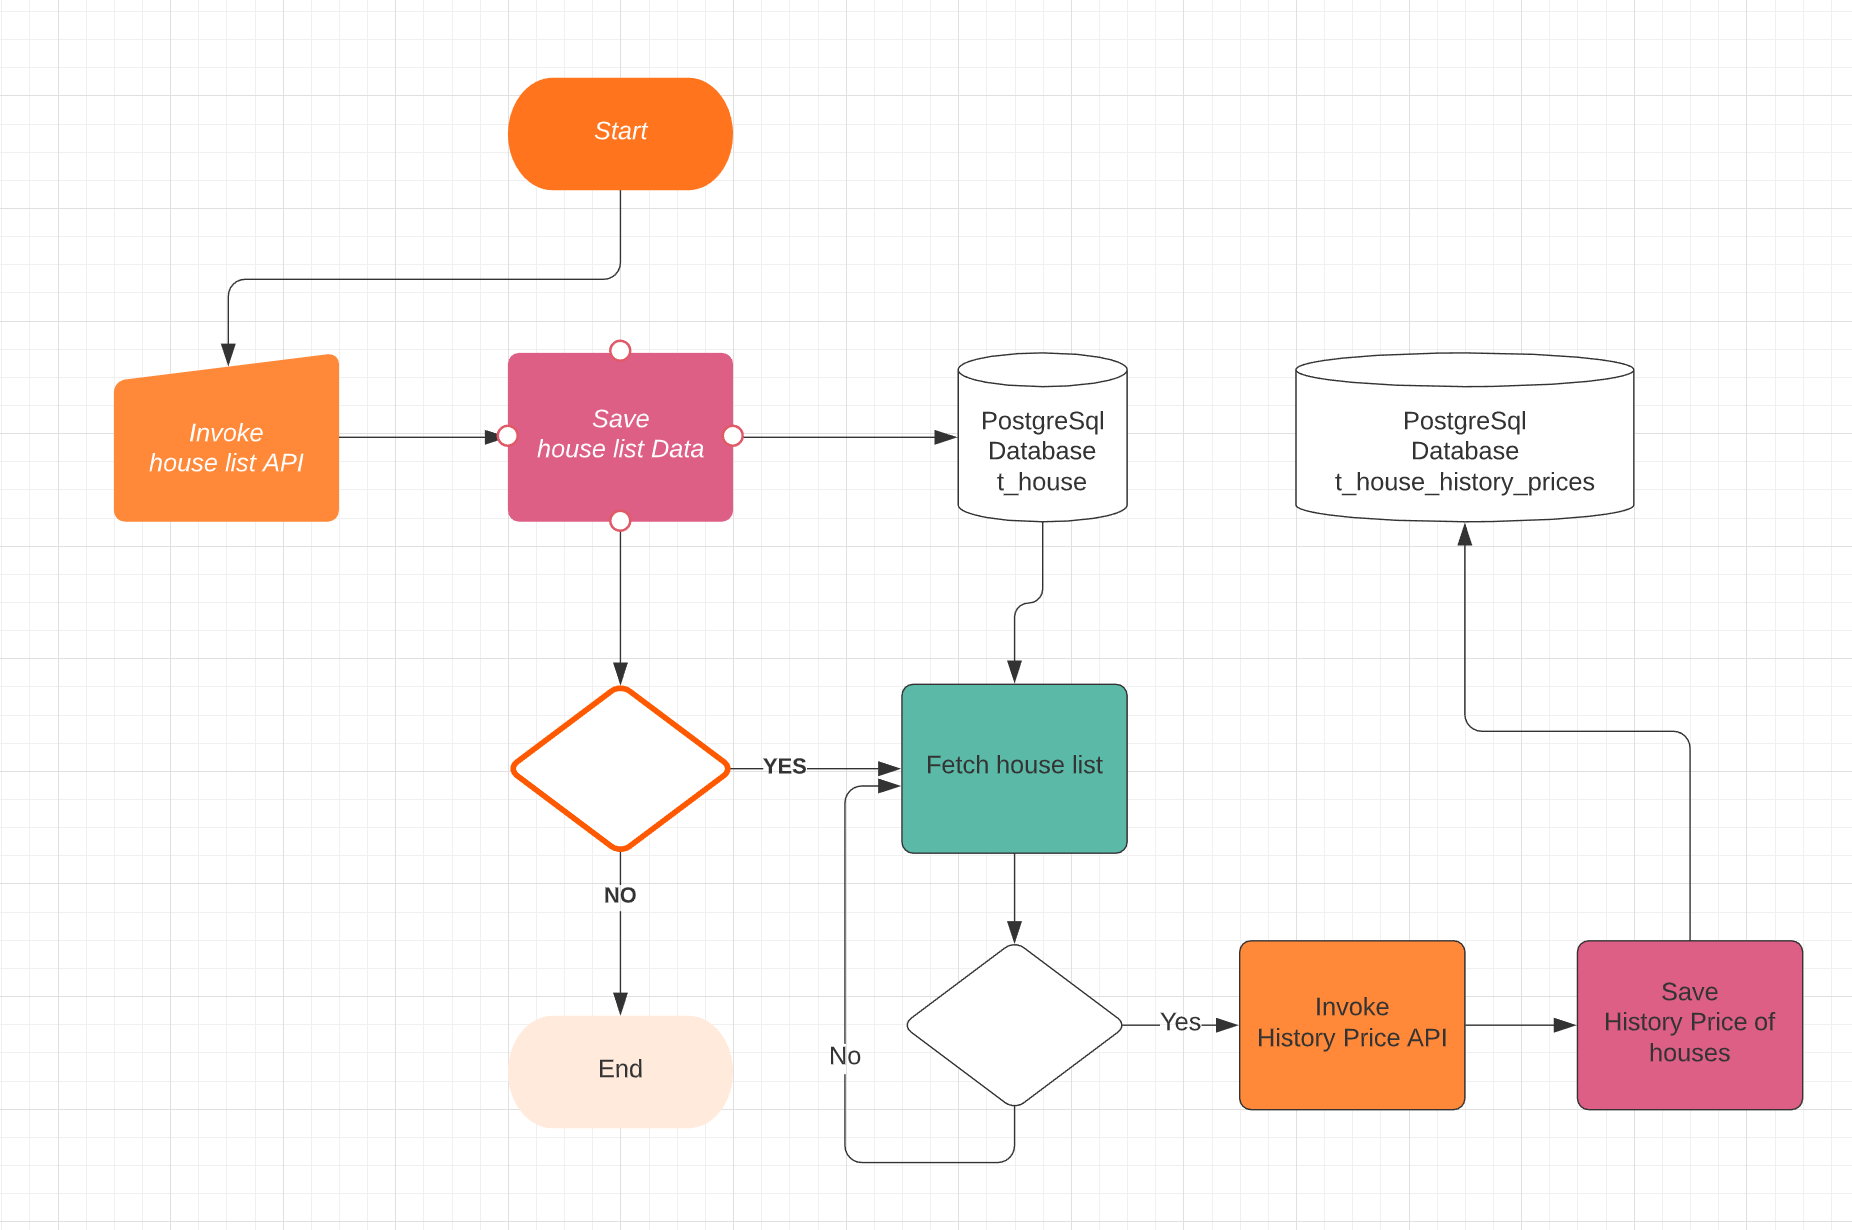 Start
Invoke
house list API
Save
house list Data
PostgreSql
Database
t_house
PostgreSql
Database
t_house_history_prices
YES
Fetch house list
NO
Yes
Invoke
History Price API
Save
History Price of
houses
No
End